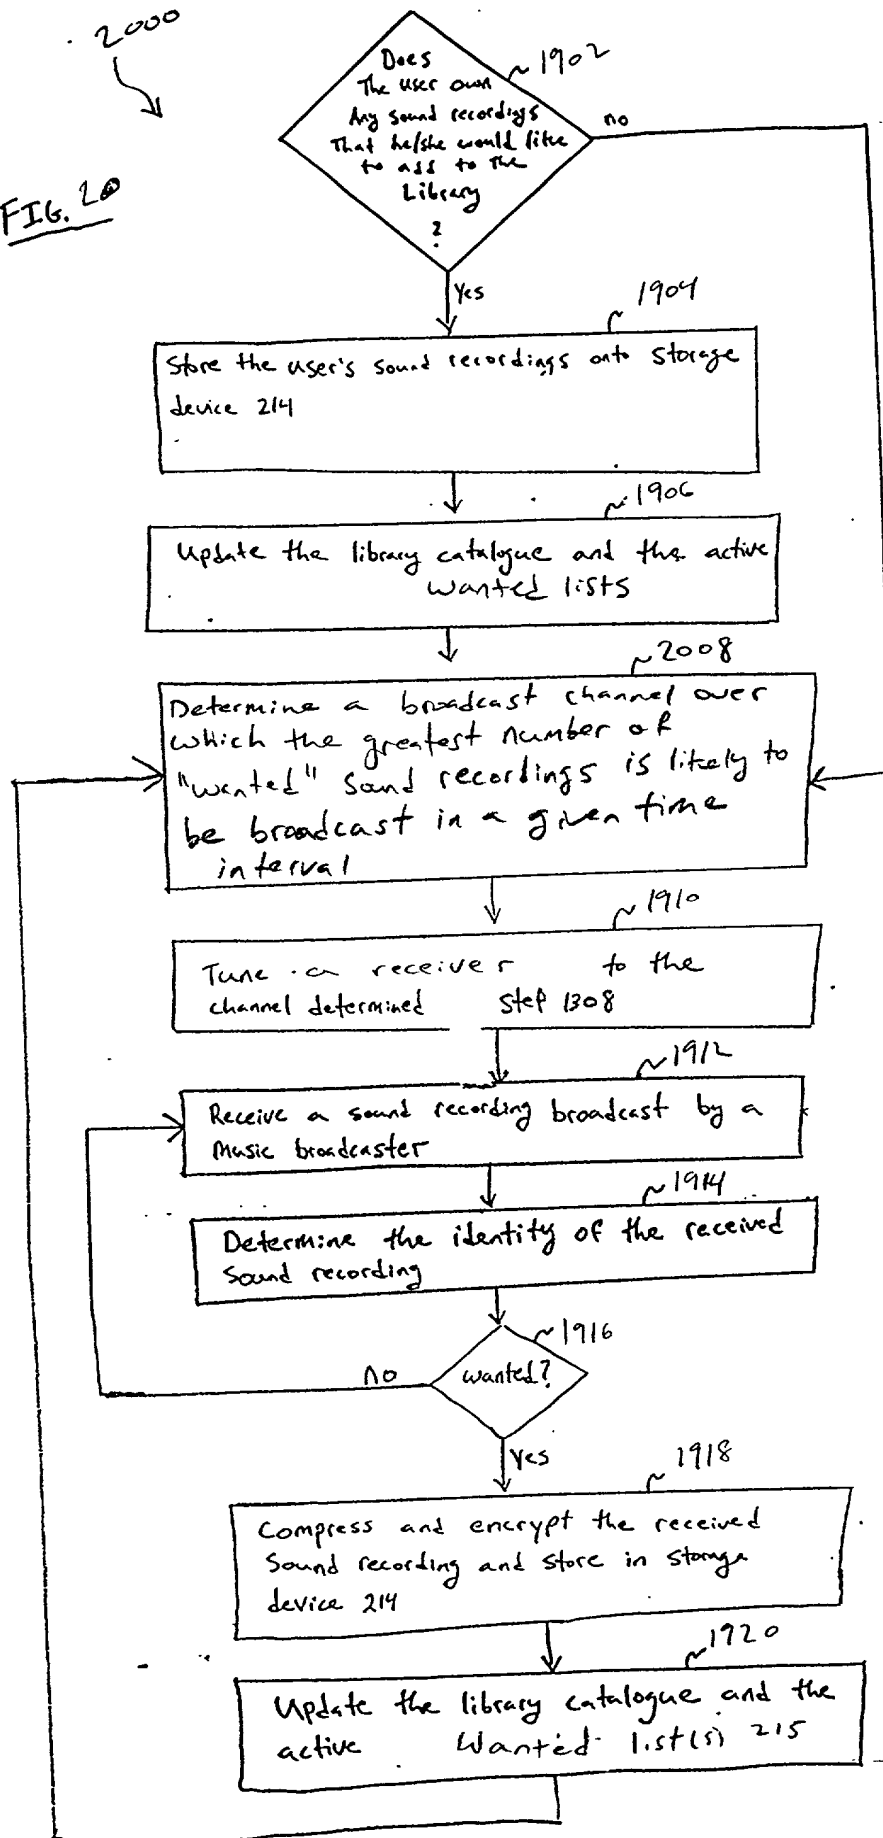 2000
FIG. 20
1902
Does
The user own
Any sound recordings
That he/she would like
to add to the
Library
?
no
Yes
1904
Store the user's sound recordings onto storage
device 214
1906
Update the library catalogue and the active
wanted lists
2008
Determine a broadcast channel over
which the greatest number of
"wanted" sound recordings is likely to
be broadcast in a given time
interval
1910
Tune a receiver to the
channel determined step 1308
1912
Receive a sound recording broadcast by a
Music broadcaster
1914
Determine the identity of the received
sound recording
1916
wanted?
no
Yes
1918
Compress and encrypt the received
Sound recording and store in storage
device 214
1920
Update the library catalogue and the
active Wanted list(s) 215